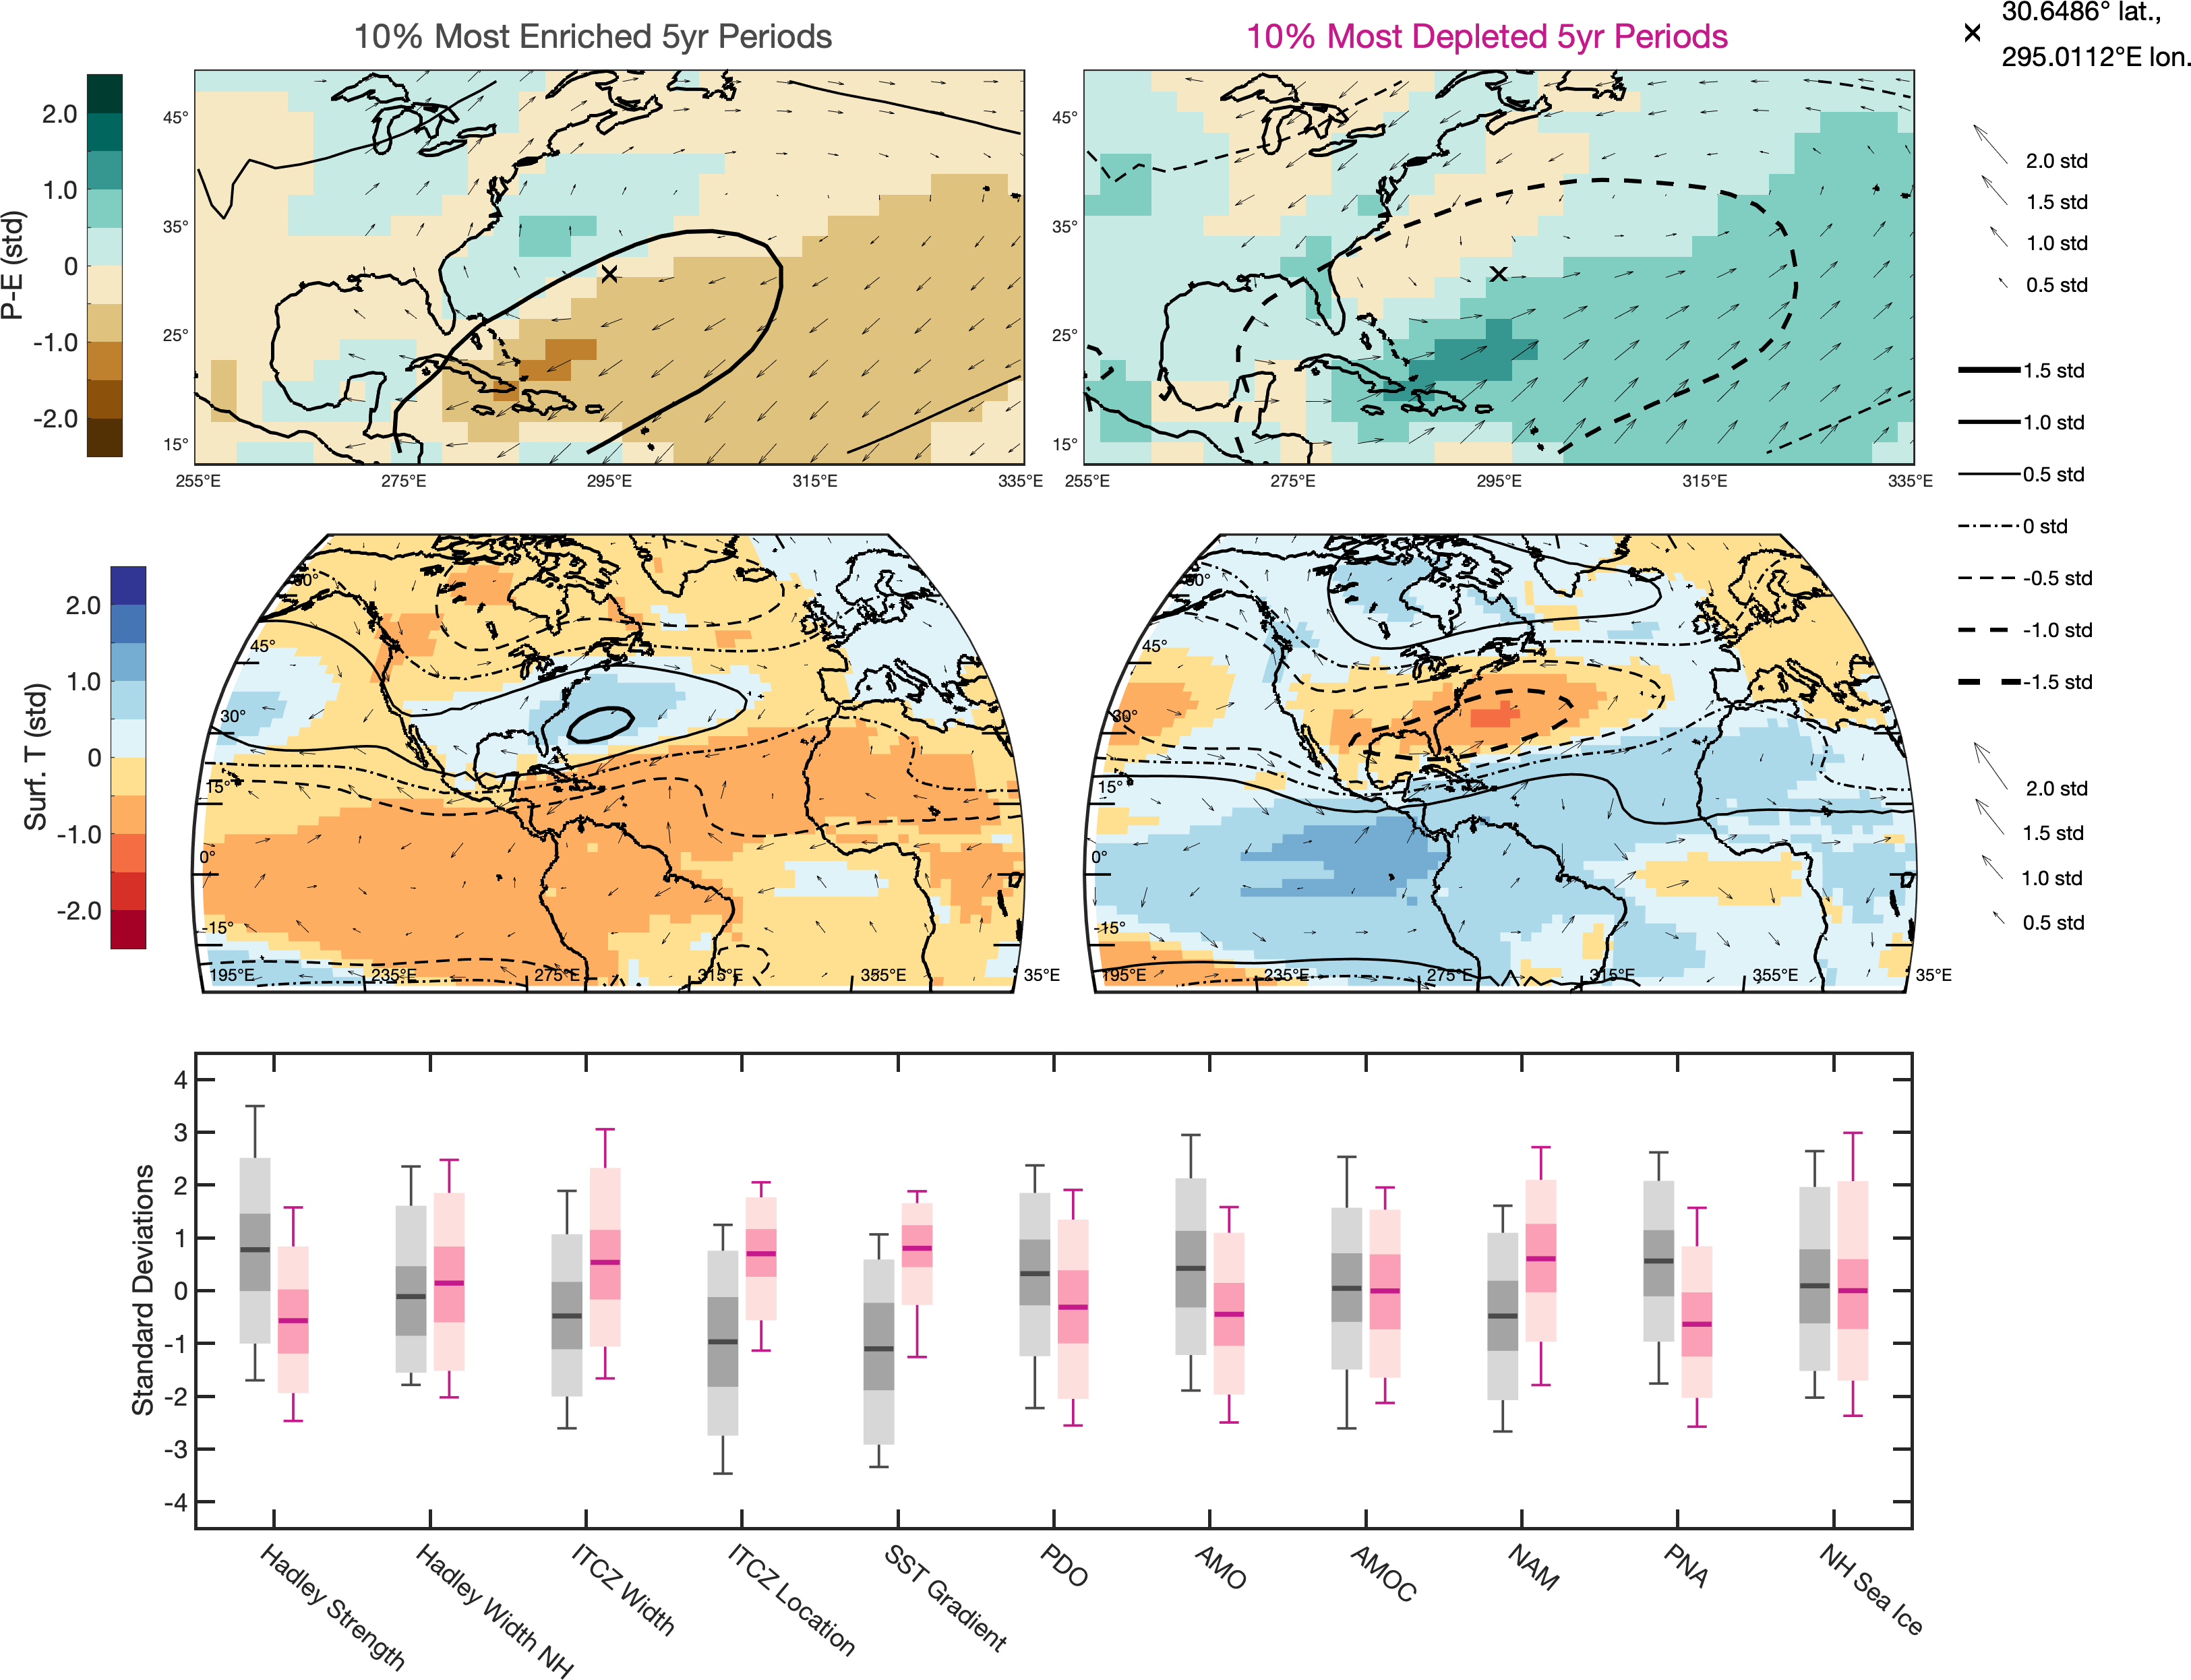 10% Most Enriched 5yr Periods
10% Most Depleted 5yr Periods
30.6486° lat.,
295.0112°E lon.
P-E (std)
2.0
1.0
0
-1.0
-2.0
45°
35°
25°
15°
255°E
275°E
295°E
315°E
335°E
45°
35°
25°
15°
255°E
275°E
295°E
315°E
335°E
2.0 std
1.5 std
1.0 std
0.5 std
1.5 std
1.0 std
0.5 std
0 std
-0.5 std
-1.0 std
-1.5 std
2.0 std
1.5 std
1.0 std
0.5 std
Surf. T (std)
2.0
1.0
0
-1.0
-2.0
60°
45°
30°
15°
0°
-15°
195°E
235°E
275°E
315°E
355°E
35°E
60°
45°
30°
15°
0°
-15°
195°E
235°E
275°E
315°E
355°E
35°E
Standard Deviations
4
3
2
1
0
-1
-2
-3
-4
Hadley Strength
Hadley Width NH
ITCZ Width
ITCZ Location
SST Gradient
PDO
AMO
AMOC
NAM
PNA
NH Sea Ice